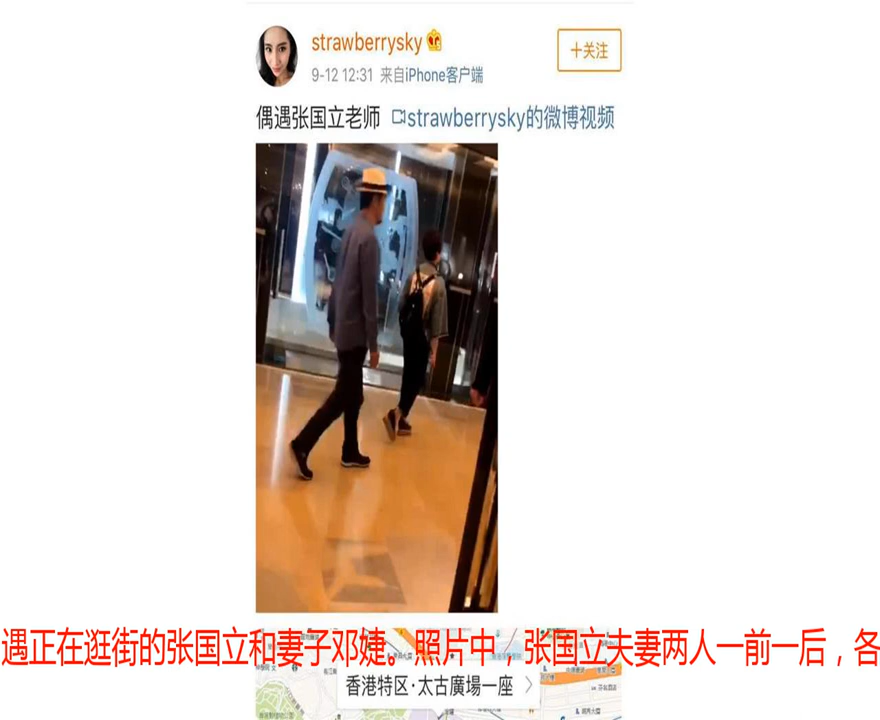 strawberrysky
十关注
9-12 12:31 来自iPhone客户端
偶遇张国立老师 strawberrysky的微博视频
遇正在逛街的张国立和妻子邓婕。照片中，张国立夫妻两人一前一后，各
香港特区·太古廣場一座